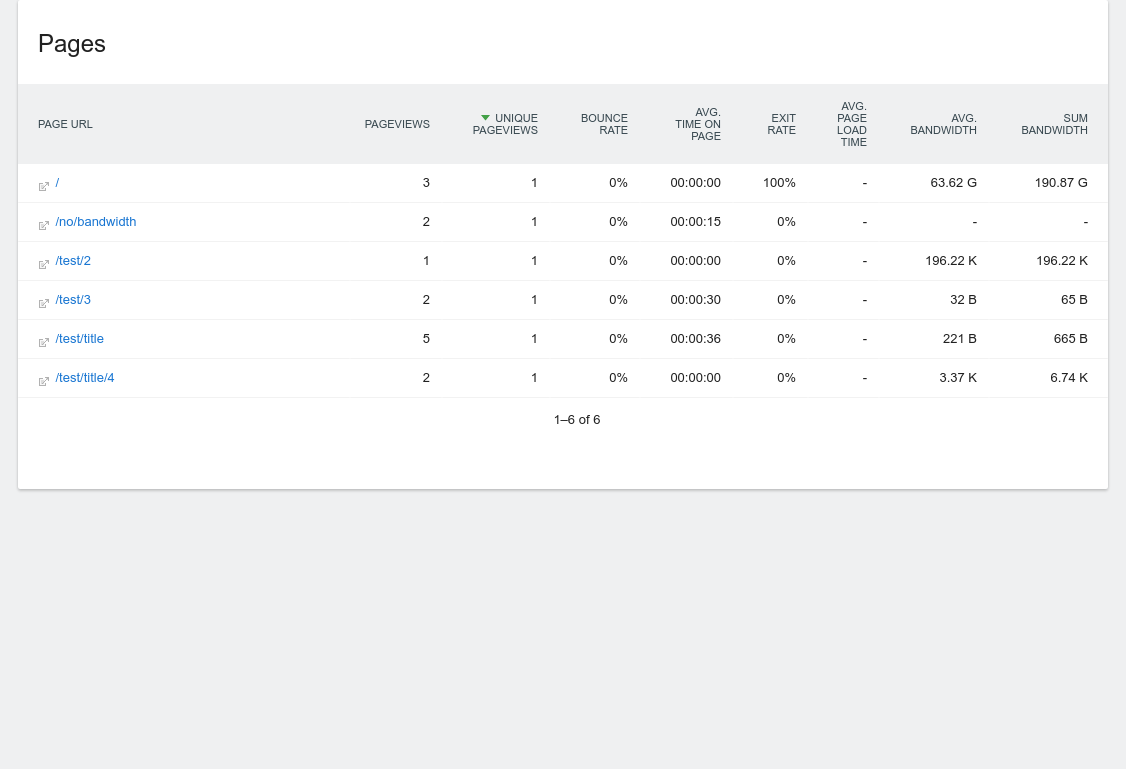 Pages
PAGE URL PAGEVIEWS UNIQUE PAGEVIEWS BOUNCE RATE AVG. TIME ON PAGE EXIT RATE AVG. PAGE LOAD TIME AVG. BANDWIDTH SUM BANDWIDTH
/ 3 1 0% 00:00:00 100% - 63.62 G 190.87 G
/no/bandwidth 2 1 0% 00:00:15 0% - - -
/test/2 1 1 0% 00:00:00 0% - 196.22 K 196.22 K
/test/3 2 1 0% 00:00:30 0% - 32 B 65 B
/test/title 5 1 0% 00:00:36 0% - 221 B 665 B
/test/title/4 2 1 0% 00:00:00 0% - 3.37 K 6.74 K
1–6 of 6